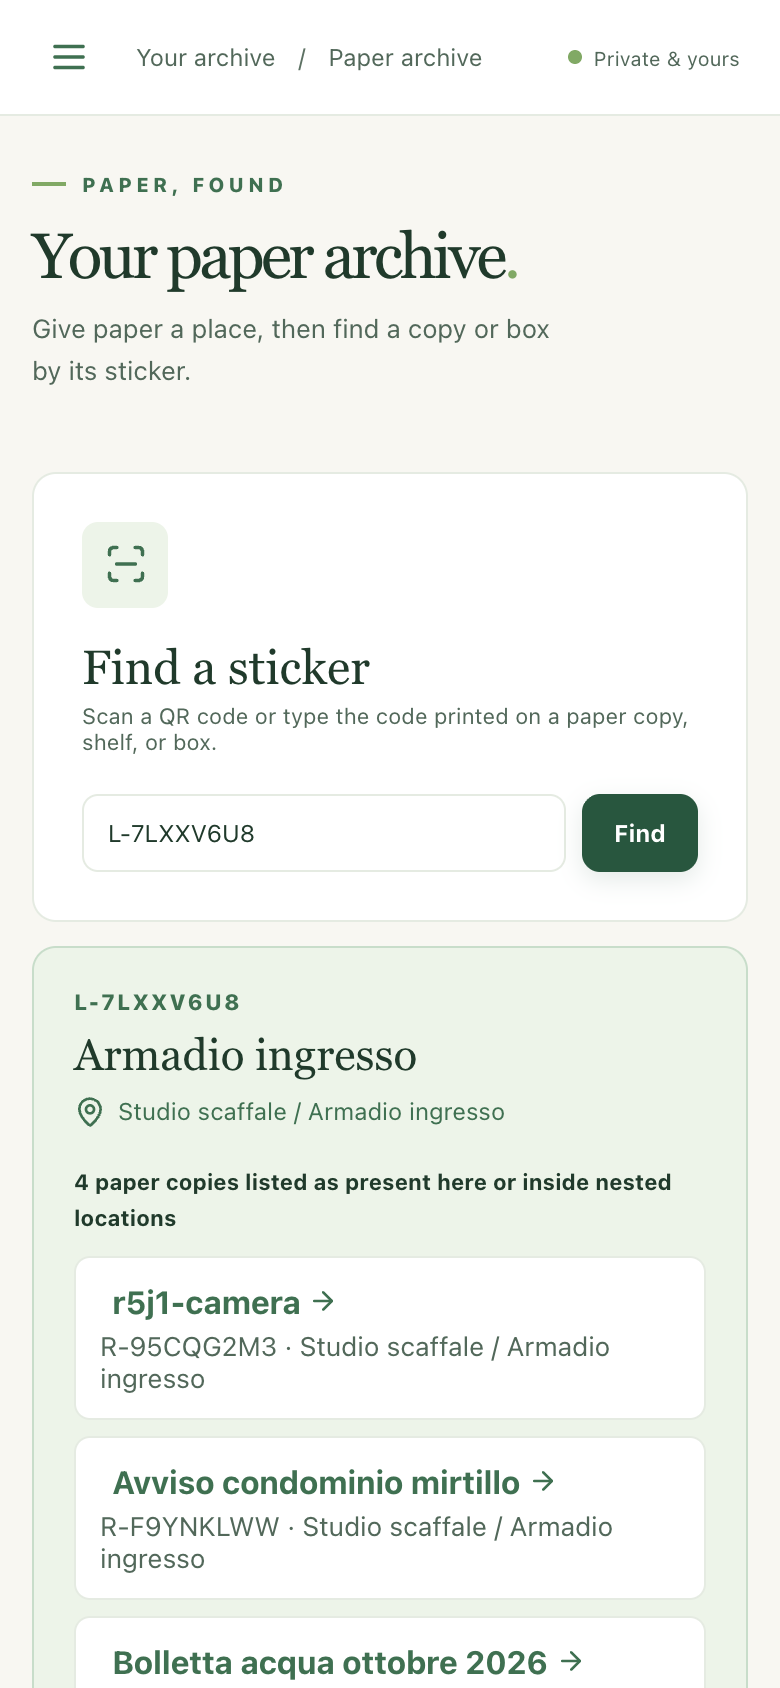 Your archive / Paper archive
Private & yours
PAPER, FOUND
Your paper archive.
Give paper a place, then find a copy or box
by its sticker.
Find a sticker
Scan a QR code or type the code printed on a paper copy,
shelf, or box.
L-7LXXV6U8
Find
L-7LXXV6U8
Armadio ingresso
Studio scaffale / Armadio ingresso
4 paper copies listed as present here or inside nested
locations
r5j1-camera →
R-95CQG2M3 · Studio scaffale / Armadio
ingresso
Avviso condominio mirtillo →
R-F9YNKLWW · Studio scaffale / Armadio
ingresso
Bolletta acqua ottobre 2026 →